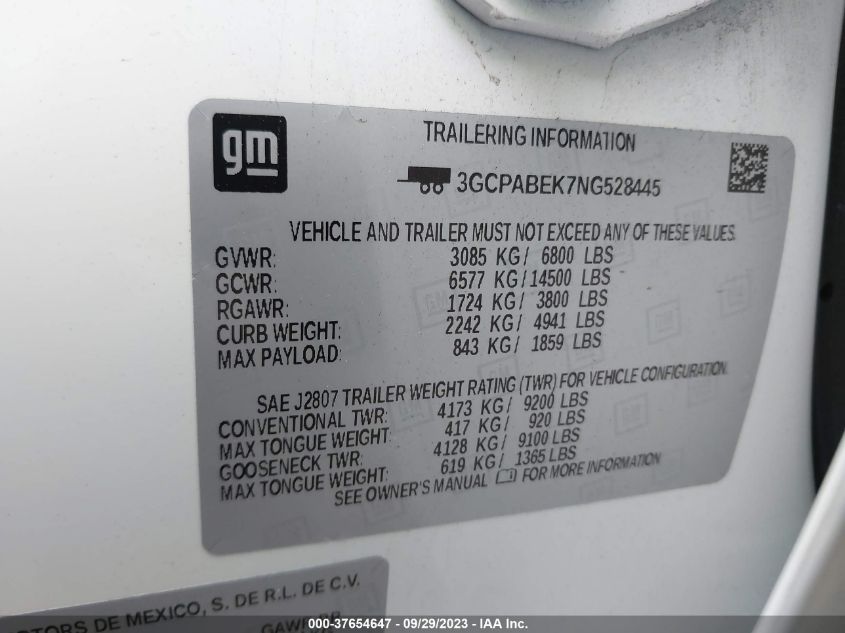 gm
TRAILERING INFORMATION
3GCPABEK7NG528445
VEHICLE AND TRAILER MUST NOT EXCEED ANY OF THESE VALUES.
GVWR: 3085 KG/ 6800 LBS
GCWR: 6577 KG/14500 LBS
RGAWR: 1724 KG/ 3800 LBS
CURB WEIGHT: 2242 KG/ 4941 LBS
MAX PAYLOAD: 843 KG/ 1859 LBS
SAE J2807 TRAILER WEIGHT RATING (TWR) FOR VEHICLE CONFIGURATION.
CONVENTIONAL TWR: 4173 KG/ 9200 LBS
MAX TONGUE WEIGHT: 417 KG/ 920 LBS
GOOSENECK TWR: 4128 KG/ 9100 LBS
MAX TONGUE WEIGHT: 619 KG/ 1365 LBS
SEE OWNER'S MANUAL FOR MORE INFORMATION
DE MEXICO, S. DE R.L. DE C.V.
000-37654647 - 09/29/2023 - IAA Inc.